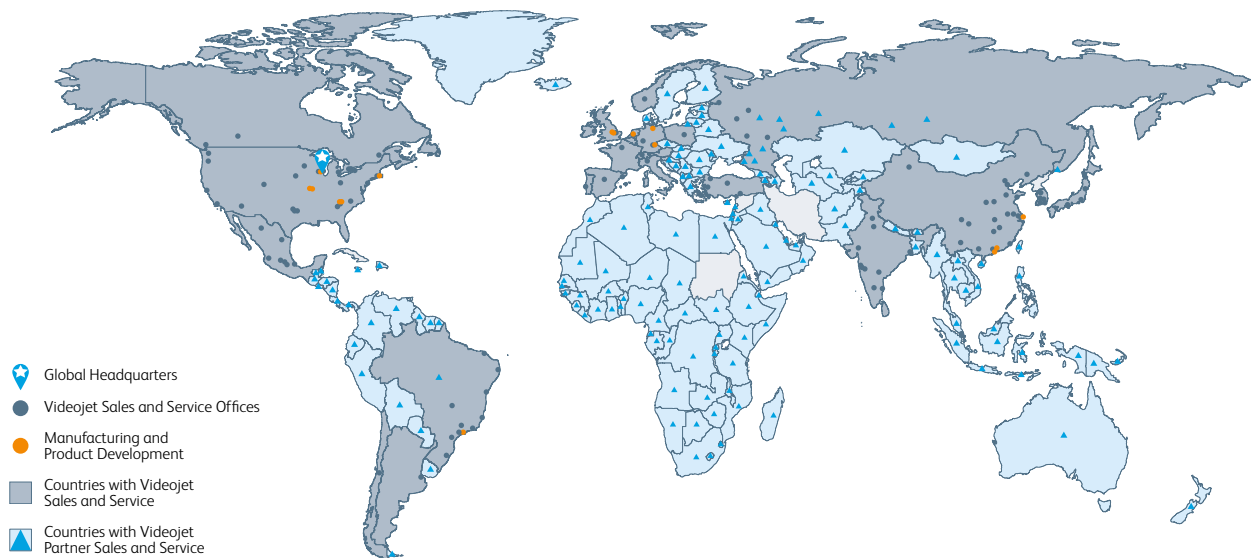 Global Headquarters
Videojet Sales and Service Offices
Manufacturing and
Product Development
Countries with Videojet
Sales and Service
Countries with Videojet
Partner Sales and Service